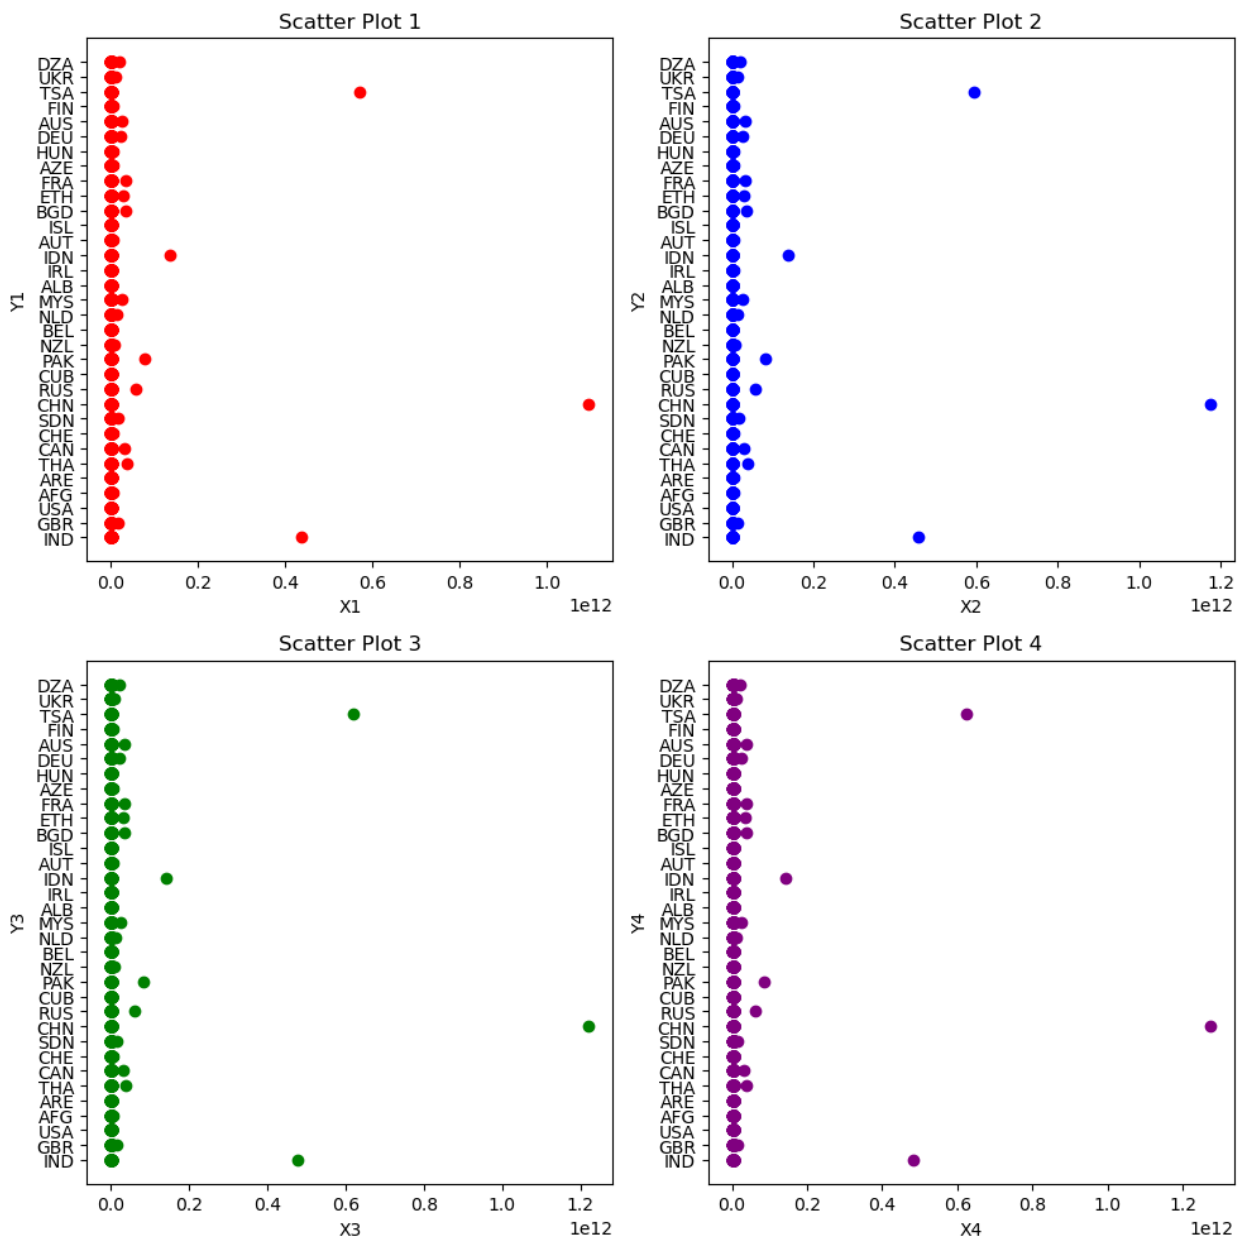 Scatter Plot 1
Y1
DZA
UKR
TSA
FIN
AUS
DEU
HUN
AZE
FRA
ETH
BGD
ISL
AUT
IDN
IRL
ALB
MYS
NLD
BEL
NZL
PAK
CUB
RUS
CHN
SDN
CHE
CAN
THA
ARE
AFG
USA
GBR
IND
0.0 0.2 0.4 0.6 0.8 1.0
X1
1e12
Scatter Plot 2
Y2
DZA
UKR
TSA
FIN
AUS
DEU
HUN
AZE
FRA
ETH
BGD
ISL
AUT
IDN
IRL
ALB
MYS
NLD
BEL
NZL
PAK
CUB
RUS
CHN
SDN
CHE
CAN
THA
ARE
AFG
USA
GBR
IND
0.0 0.2 0.4 0.6 0.8 1.0 1.2
X2
1e12
Scatter Plot 3
Y3
DZA
UKR
TSA
FIN
AUS
DEU
HUN
AZE
FRA
ETH
BGD
ISL
AUT
IDN
IRL
ALB
MYS
NLD
BEL
NZL
PAK
CUB
RUS
CHN
SDN
CHE
CAN
THA
ARE
AFG
USA
GBR
IND
0.0 0.2 0.4 0.6 0.8 1.0 1.2
X3
1e12
Scatter Plot 4
Y4
DZA
UKR
TSA
FIN
AUS
DEU
HUN
AZE
FRA
ETH
BGD
ISL
AUT
IDN
IRL
ALB
MYS
NLD
BEL
NZL
PAK
CUB
RUS
CHN
SDN
CHE
CAN
THA
ARE
AFG
USA
GBR
IND
0.0 0.2 0.4 0.6 0.8 1.0 1.2
X4
1e12